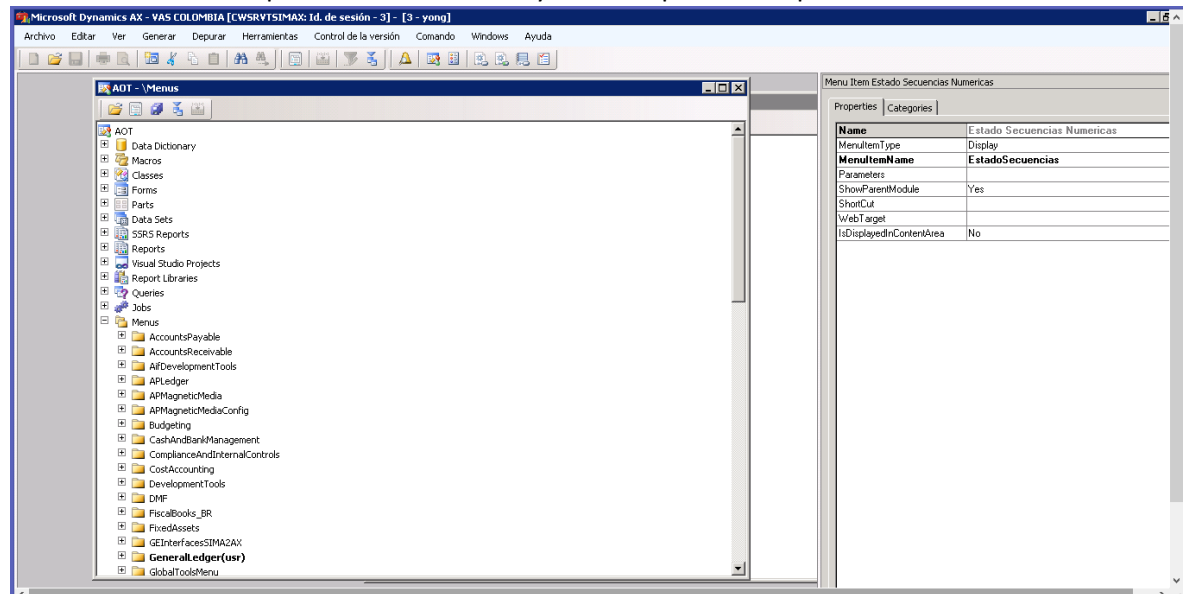 Microsoft Dynamics AX - VAS COLOMBIA [CWSRVTSIMAX: Id. de sesión - 3] - [3 - yong]
Archivo Editar Ver Generar Depurar Herramientas Control de la versión Comando Windows Ayuda
AOT - \Menus
AOT
Data Dictionary
Macros
Classes
Forms
Parts
Data Sets
SSRS Reports
Reports
Visual Studio Projects
Report Libraries
Queries
Jobs
Menus
AccountsPayable
AccountsReceivable
AifDevelopmentTools
APLedger
APMagneticMedia
APMagneticMediaConfig
Budgeting
CashAndBankManagement
ComplianceAndInternalControls
CostAccounting
DevelopmentTools
DMF
FiscalBooks_BR
FixedAssets
GEInterfacesSIMA2AX
GeneralLedger(usr)
GlobalToolsMenu
Menu Item Estado Secuencias Numericas
Properties Categories
Name Estado Secuencias Numericas
MenuItemType Display
MenuItemName EstadoSecuencias
Parameters
ShowParentModule Yes
ShortCut
WebTarget
IsDisplayedInContentArea No